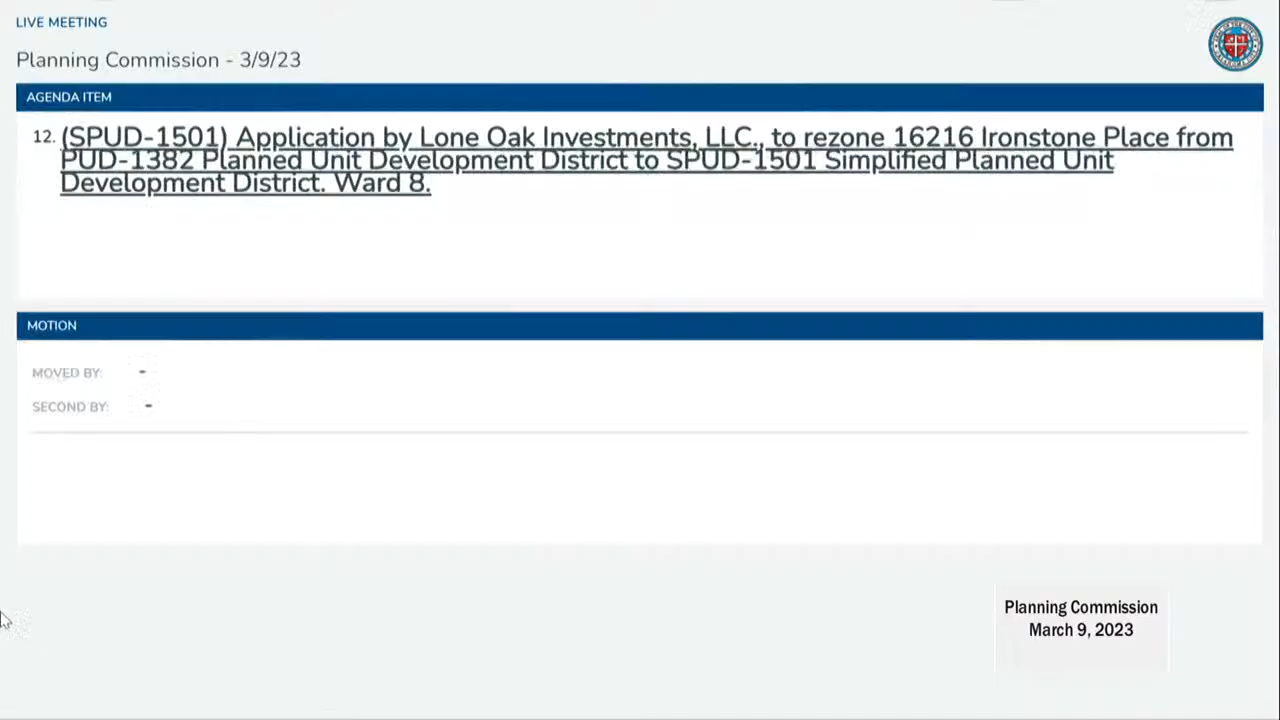 LIVE MEETING
Planning Commission - 3/9/23
AGENDA ITEM
12. (SPUD-1501) Application by Lone Oak Investments, LLC., to rezone 16216 Ironstone Place from
PUD-1382 Planned Unit Development District to SPUD-1501 Simplified Planned Unit
Development District. Ward 8.
MOTION
MOVED BY: -
SECOND BY: -
Planning Commission
March 9, 2023